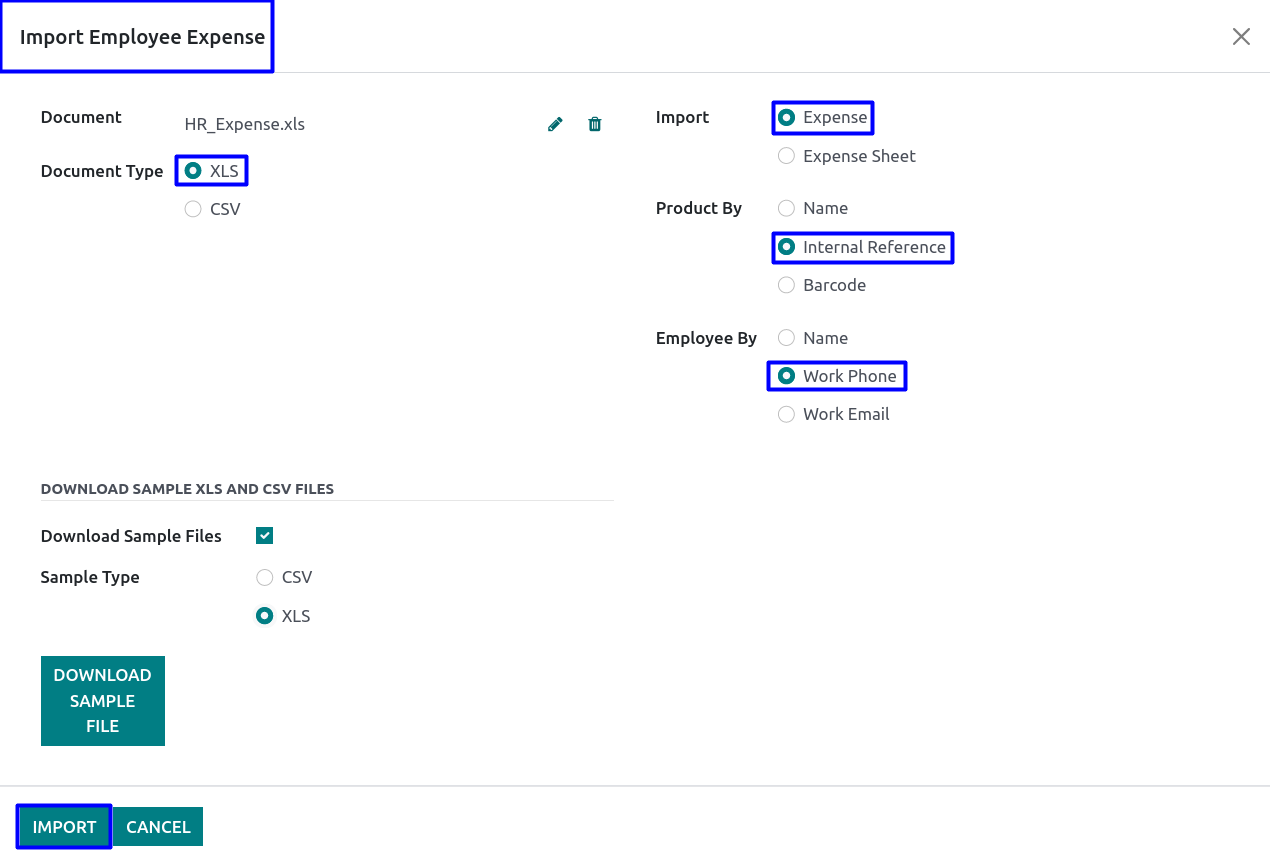 Import Employee Expense
Document
HR_Expense.xls
Document Type
XLS
CSV
Import
Expense
Expense Sheet
Product By
Name
Internal Reference
Barcode
Employee By
Name
Work Phone
Work Email
DOWNLOAD SAMPLE XLS AND CSV FILES
Download Sample Files
Sample Type
CSV
XLS
DOWNLOAD
SAMPLE
FILE
IMPORT
CANCEL